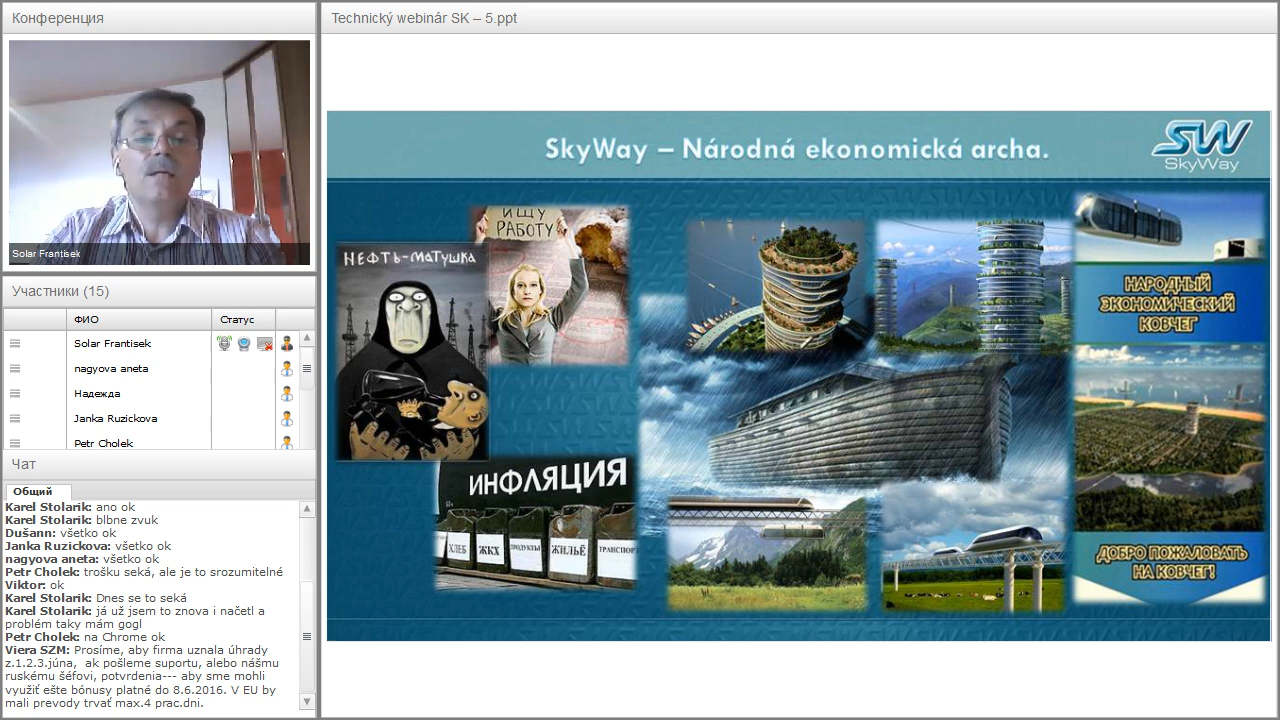 Конференция
Solar Frantisek
Участники (15)
ФИО
Статус
Solar Frantisek
nagyova aneta
Надежда
Janka Ruzickova
Petr Cholek
Чат
Общий
Karel Stolarik: ano ok
Karel Stolarik: blbné zvuk
Dušann: všetko ok
Janka Ruzickova: všetko ok
nagyova aneta: všetko ok
Petr Cholek: trošku seká, ale je to srozumitelné
Viktor: ok
Karel Stolarik: Dnes se to seká
Karel Stolarik: já už jsem to znova i načetl a
problém taky mám gogl
Petr Cholek: na Chrome ok
Viera SZM: Prosíme, aby firma uznala úhrady
z.1.2.3.júna, ak pošleme suportu, alebo nášmu
ruskému šéfovi, potvrdenia--- aby sme mohli
využiť ešte bónusy platné do 8.6.2016. V EU by
mali prevody trvať max.4 prac.dni.
Technický webinár SK – 5.ppt
SkyWay – Národná ekonomická archa.
SW
SkyWay
ИЩУ
РАБОТУ
НЕФТЬ-МАТУШКА
ИНФЛЯЦИЯ
ХЛЕБ
ЖКХ
ПРОДУКТЫ
ЖИЛЬЁ
ТРАНСПОРТ
НАРОДНЫЙ
ЭКОНОМИЧЕСКИЙ
КОВЧЕГ
ДОБРО ПОЖАЛОВАТЬ
НА КОВЧЕГ!